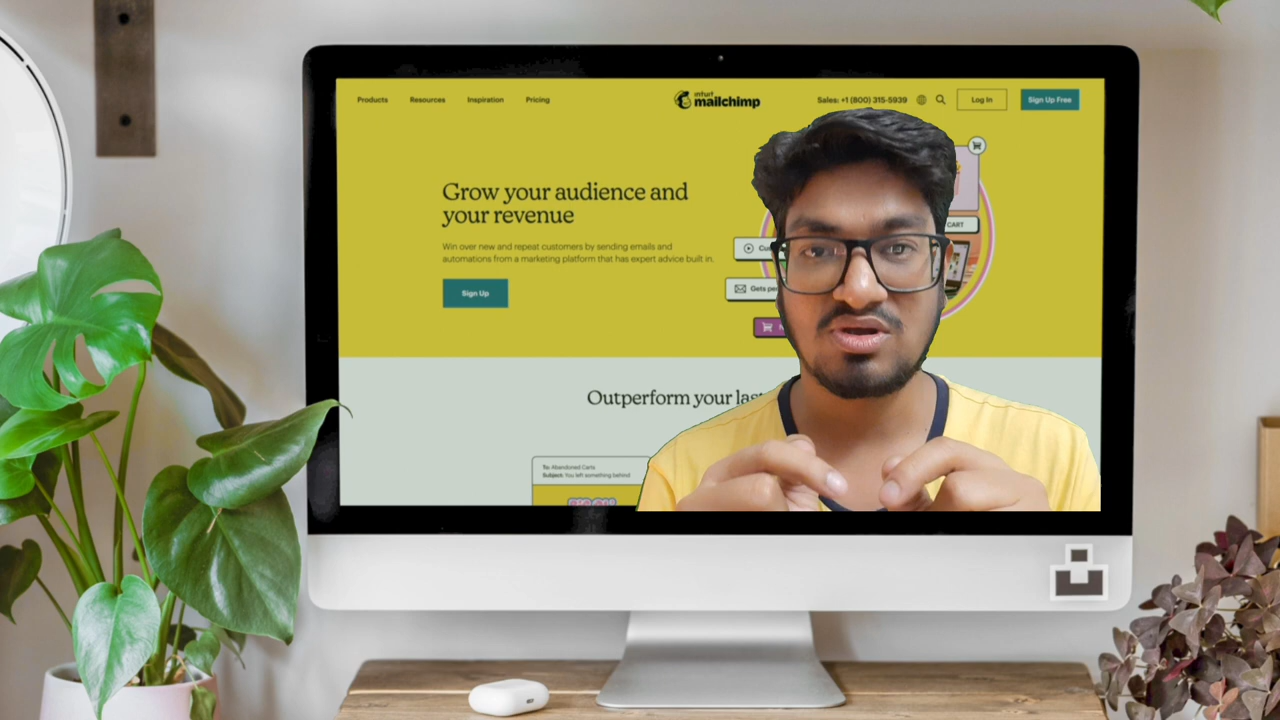 Products Resources Inspiration Pricing
intuit
mailchimp
Sales: +1 (800) 315-5939
Log In
Sign Up Free
Grow your audience and
your revenue
Win over new and repeat customers by sending emails and
automations from a marketing platform that has expert advice built in.
Sign Up
CART
Gets
Outperform your
To: Abandoned Carts
Subject: You left something behind